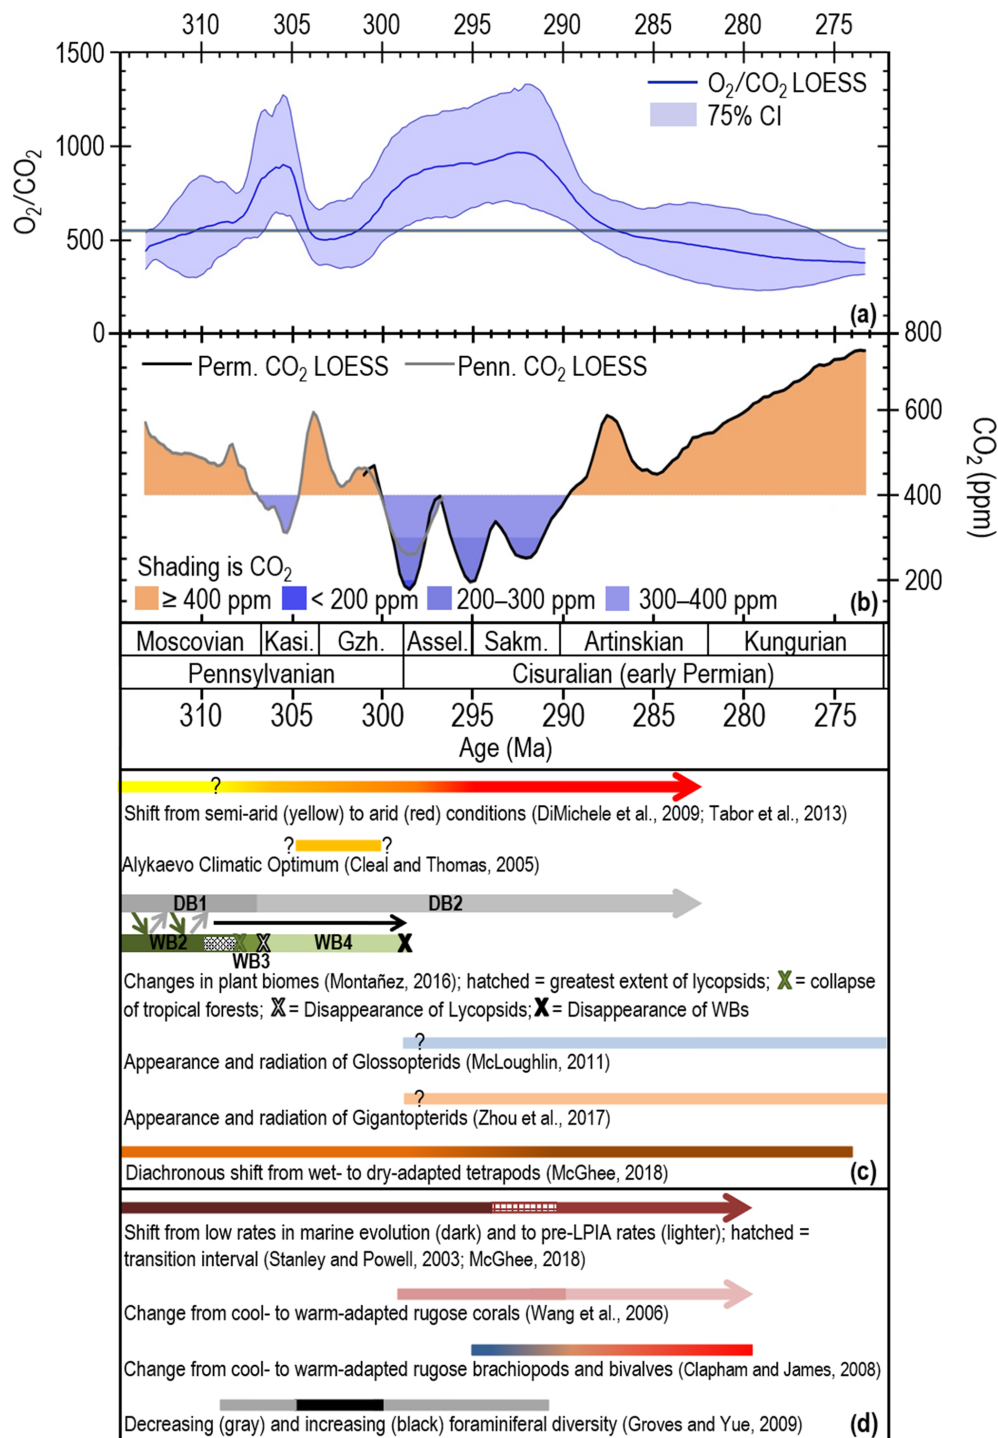 310 305 300 295 290 285 280 275
1500
1000
500
0
O2/CO2
O2/CO2 LOESS
75% CI
(a)
Perm. CO2 LOESS Penn. CO2 LOESS
800
600
400
200
CO2 (ppm)
Shading is CO2
≥ 400 ppm < 200 ppm 200–300 ppm 300–400 ppm
(b)
Moscovian Kasi. Gzh. Assel. Sakm. Artinskian Kungurian
Pennsylvanian Cisuralian (early Permian)
310 305 300 295 290 285 280 275
Age (Ma)
?
Shift from semi-arid (yellow) to arid (red) conditions (DiMichele et al., 2009; Tabor et al., 2013)
? ?
Alykaevo Climatic Optimum (Cleal and Thomas, 2005)
DB1 DB2
WB2 X X WB4 X
WB3
Changes in plant biomes (Montañez, 2016); hatched = greatest extent of lycopsids; X = collapse
of tropical forests; X = Disappearance of Lycopsids; X = Disappearance of WBs
?
Appearance and radiation of Glossopterids (McLoughlin, 2011)
?
Appearance and radiation of Gigantopterids (Zhou et al., 2017)
Diachronous shift from wet- to dry-adapted tetrapods (McGhee, 2018)
(c)
Shift from low rates in marine evolution (dark) and to pre-LPIA rates (lighter); hatched =
transition interval (Stanley and Powell, 2003; McGhee, 2018)
Change from cool- to warm-adapted rugose corals (Wang et al., 2006)
Change from cool- to warm-adapted rugose brachiopods and bivalves (Clapham and James, 2008)
Decreasing (gray) and increasing (black) foraminiferal diversity (Groves and Yue, 2009)
(d)